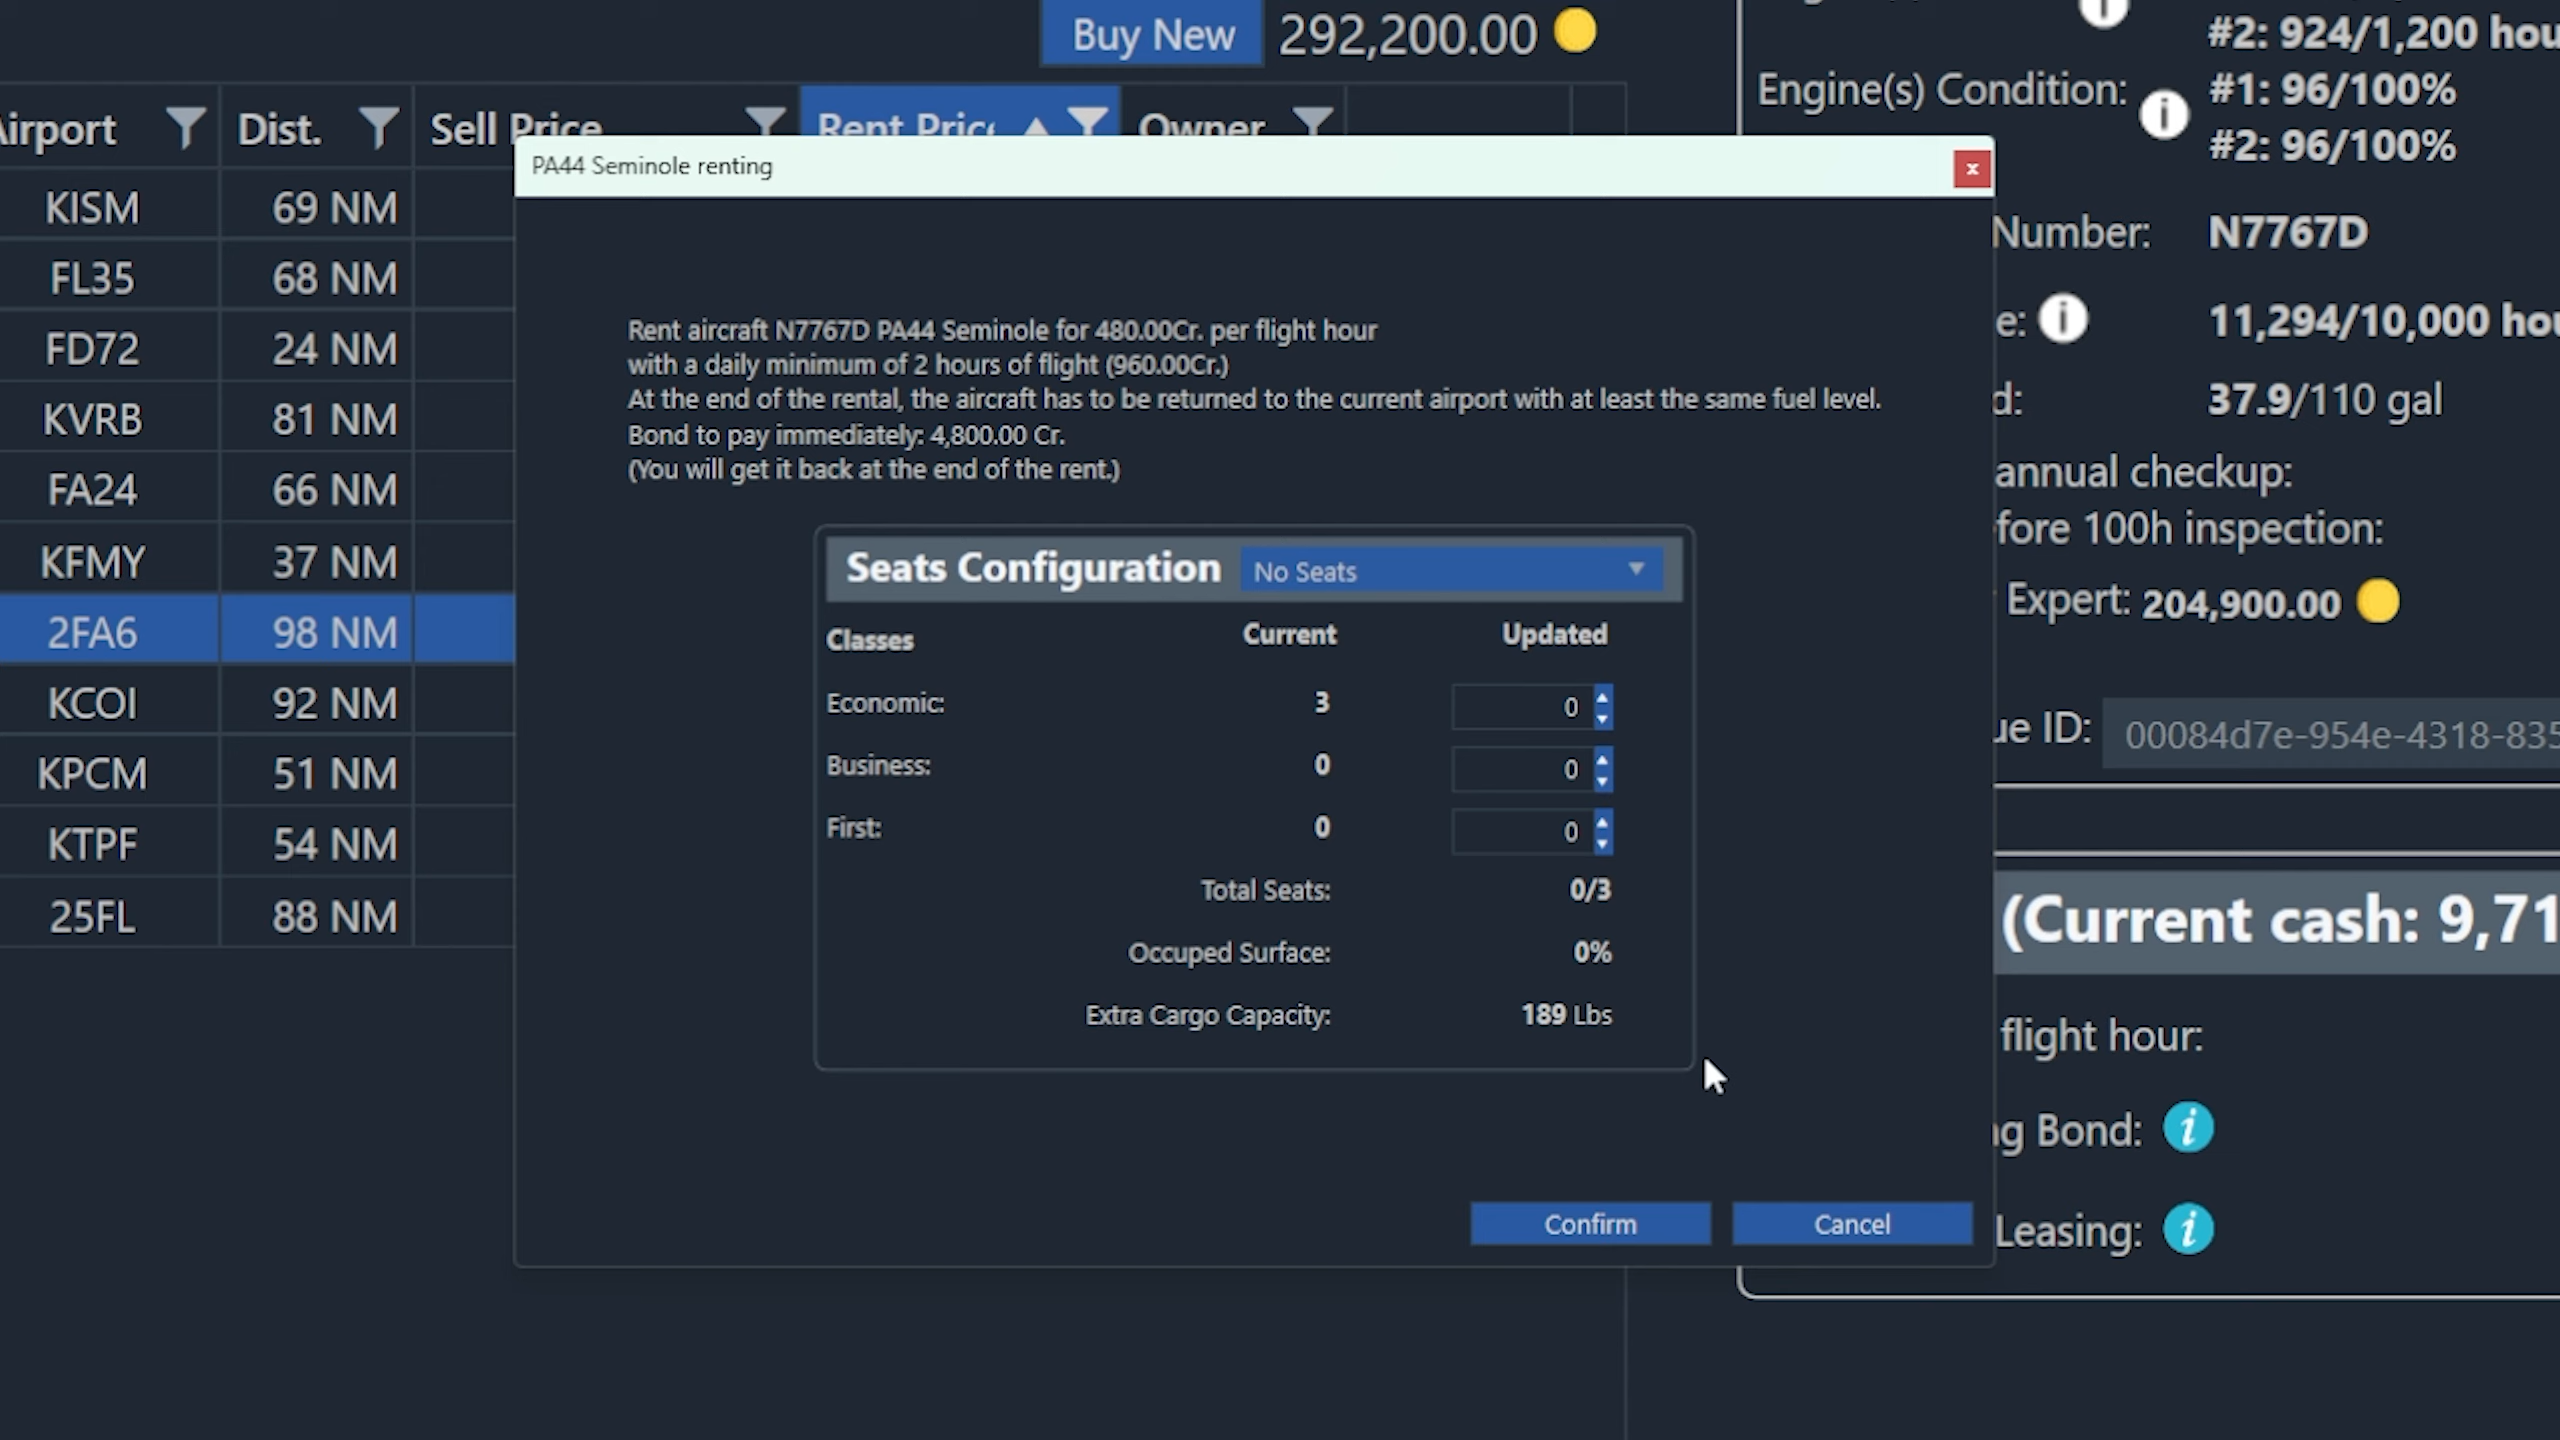 Buy New 292,200.00
#2: 924/1,200
Engine(s) Condition: #1: 96/100%
#2: 96/100%
Airport Dist. Sell Price Rent Price Owner
PA44 Seminole renting
KISM 69 NM
Number: N7767D
FL35 68 NM
11,294/10,000
FD72 24 NM
Rent aircraft N7767D PA44 Seminole for 480.00Cr. per flight hour
with a daily minimum of 2 hours of flight (960.00Cr.)
At the end of the rental, the aircraft has to be returned to the current airport with at least the same fuel level.
Bond to pay immediately: 4,800.00 Cr.
(You will get it back at the end of the rent.)
37.9/110 gal
KVRB 81 NM
annual checkup:
FA24 66 NM
100h inspection:
KFMY 37 NM
Seats Configuration No Seats
Expert: 204,900.00
2FA6 98 NM
Classes Current Updated
KCOI 92 NM
Economic: 3 0
ID: 00084d7e-954e-4318-835
KPCM 51 NM
Business: 0 0
KTPF 54 NM
First: 0 0
Total Seats: 0/3
25FL 88 NM
(Current cash: 9,71
Occuped Surface: 0%
Extra Cargo Capacity: 189 Lbs
flight hour:
Bond:
Leasing:
Confirm Cancel